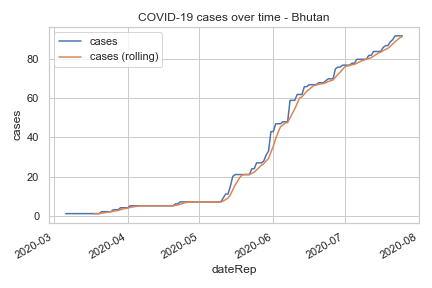 COVID-19 cases over time - Bhutan
cases
cases (rolling)
80
60
40
20
0
cases
2020-03
2020-04
2020-05
2020-06
2020-07
2020-08
dateRep